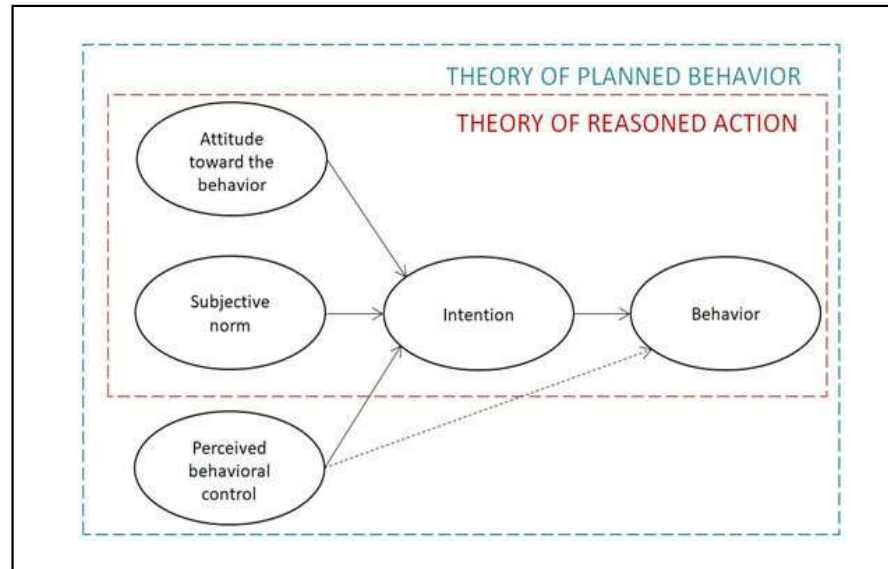 THEORY OF PLANNED BEHAVIOR
THEORY OF REASONED ACTION
Attitude
toward the
behavior
Subjective
norm
Intention
Behavior
Perceived
behavioral
control